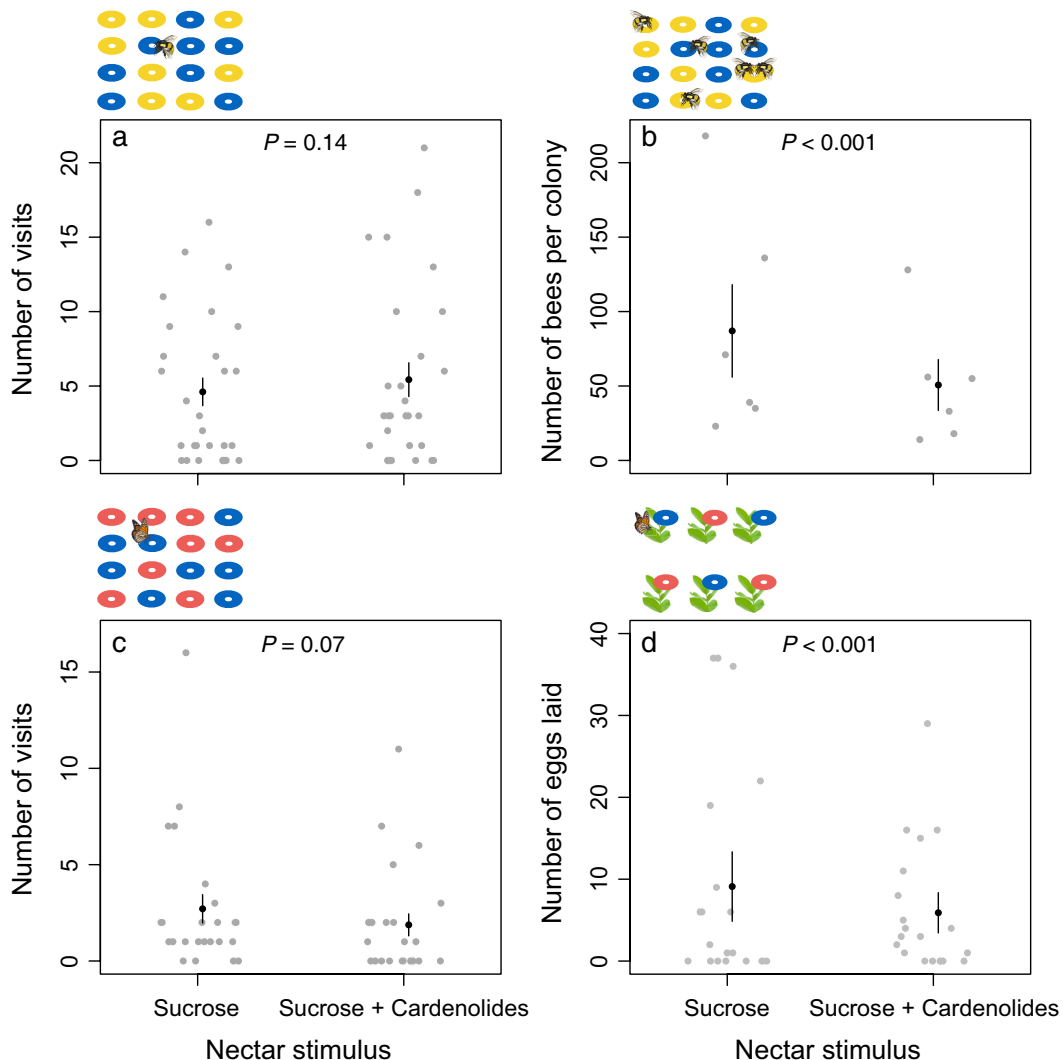 a
P = 0.14
Number of visits
20
15
10
5
0
b
P < 0.001
Number of bees per colony
200
150
100
50
0
c
P = 0.07
Number of visits
15
10
5
0
Sucrose
Sucrose + Cardenolides
Nectar stimulus
d
P < 0.001
Number of eggs laid
40
30
20
10
0
Sucrose
Sucrose + Cardenolides
Nectar stimulus